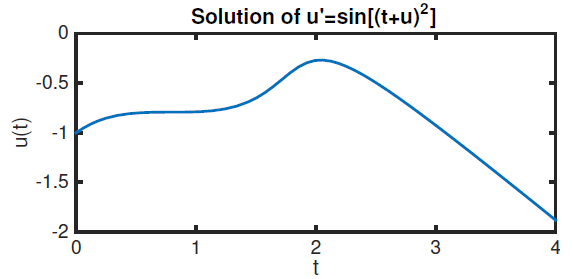 Solution of u'=sin[(t+u)²]
0
-0.5
-1
-1.5
-2
u(t)
0 1 2 3 4
t